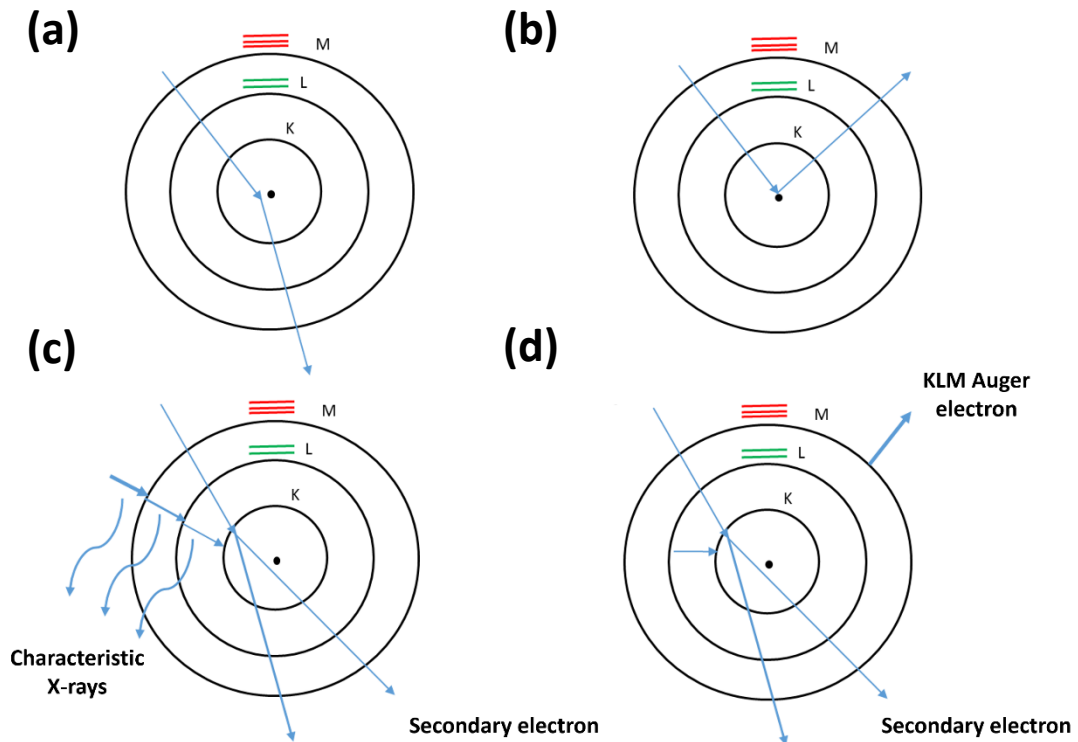 (a)
M
L
K
(b)
M
L
K
(c)
M
L
K
Characteristic
X-rays
Secondary electron
(d)
M
L
K
KLM Auger
electron
Secondary electron